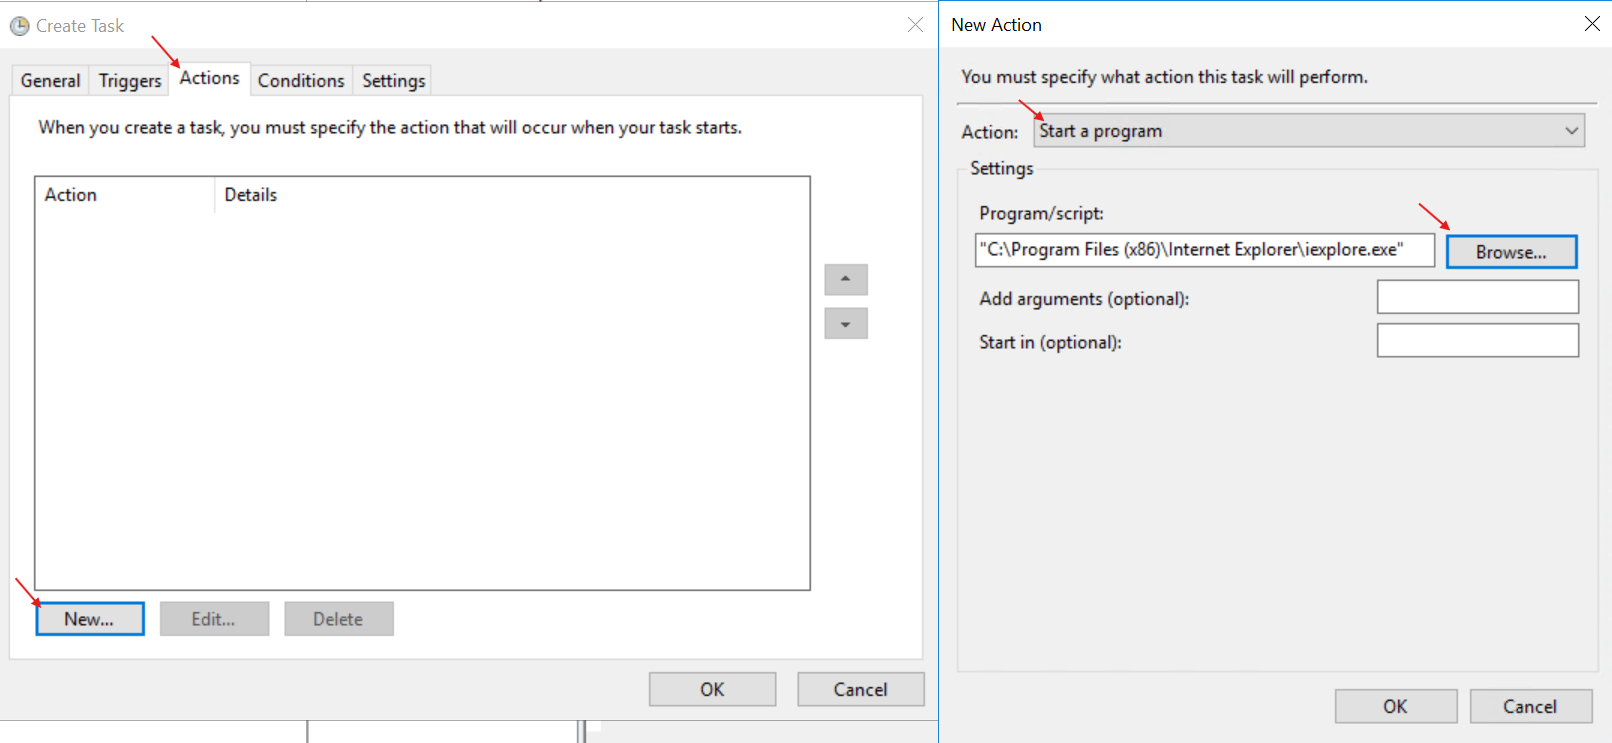 Create Task
General
Triggers
Actions
Conditions
Settings
When you create a task, you must specify the action that will occur when your task starts.
Action
Details
New...
Edit...
Delete
OK
Cancel
New Action
You must specify what action this task will perform.
Action:
Start a program
Settings
Program/script:
"C:\Program Files (x86)\Internet Explorer\iexplore.exe"
Browse...
Add arguments (optional):
Start in (optional):
OK
Cancel